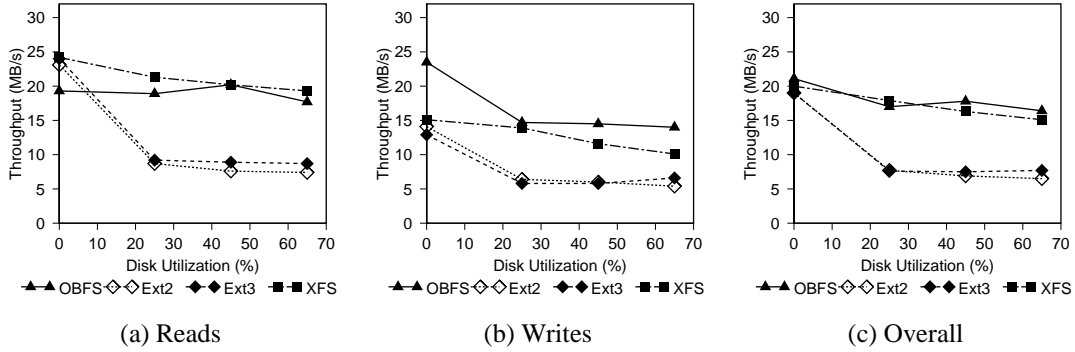 30
25
20
15
10
5
0
Throughput (MB/s)
0 10 20 30 40 50 60 70
Disk Utilization (%)
OBFS Ext2 Ext3 XFS
(a) Reads
30
25
20
15
10
5
0
Throughput (MB/s)
0 10 20 30 40 50 60 70
Disk Utilization (%)
OBFS Ext2 Ext3 XFS
(b) Writes
30
25
20
15
10
5
0
Throughput (MB/s)
0 10 20 30 40 50 60 70
Disk Utilization (%)
OBFS Ext2 Ext3 XFS
(c) Overall